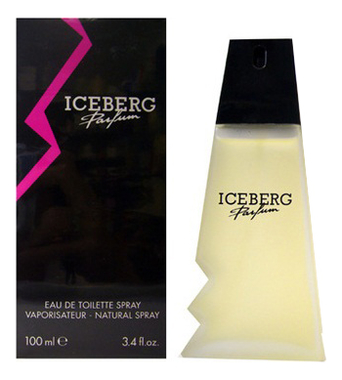 ICEBERG
Parfum
EAU DE TOILETTE SPRAY
VAPORISATEUR - NATURAL SPRAY
100 ml e 3.4 fl.oz.
ICEBERG
Parfum